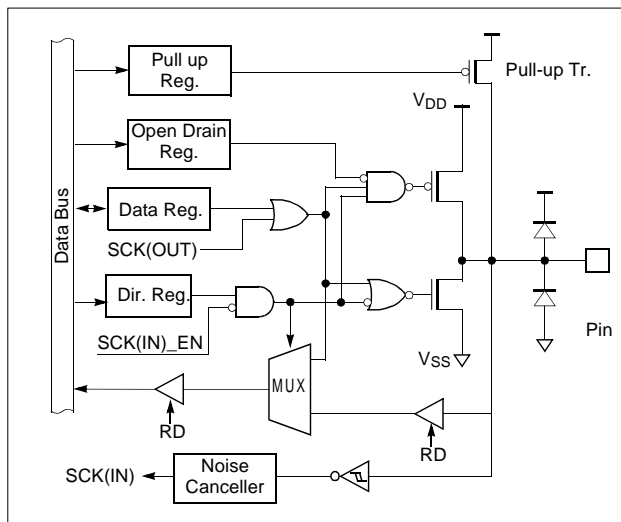 Pull up
Reg.
Pull-up Tr.
VDD
Open Drain
Reg.
Data Bus
Data Reg.
SCK(OUT)
Dir. Reg.
SCK(IN)_EN
VSS
Pin
MUX
RD
RD
SCK(IN)
Noise
Canceller